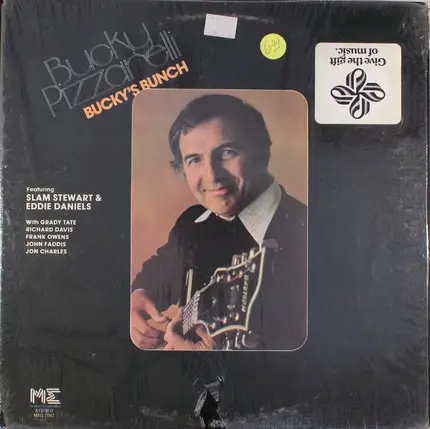 Bucky
Pizzarelli
BUCKY'S BUNCH
Give the gift
of music.
Featuring
SLAM STEWART &
EDDIE DANIELS
With GRADY TATE
RICHARD DAVIS
FRANK OWENS
JOHN FADDIS
JON CHARLES
ME
STEREO